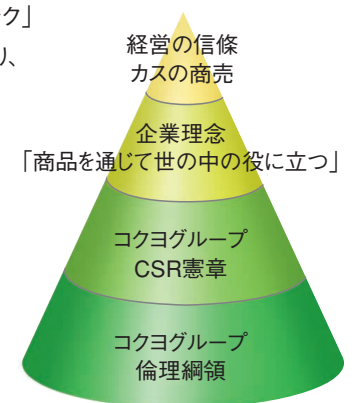 ク」
り、
経営の信條
カスの商売
企業理念
「商品を通じて世の中の役に立つ」
コクヨグループ
CSR憲章
コクヨグループ
倫理綱領